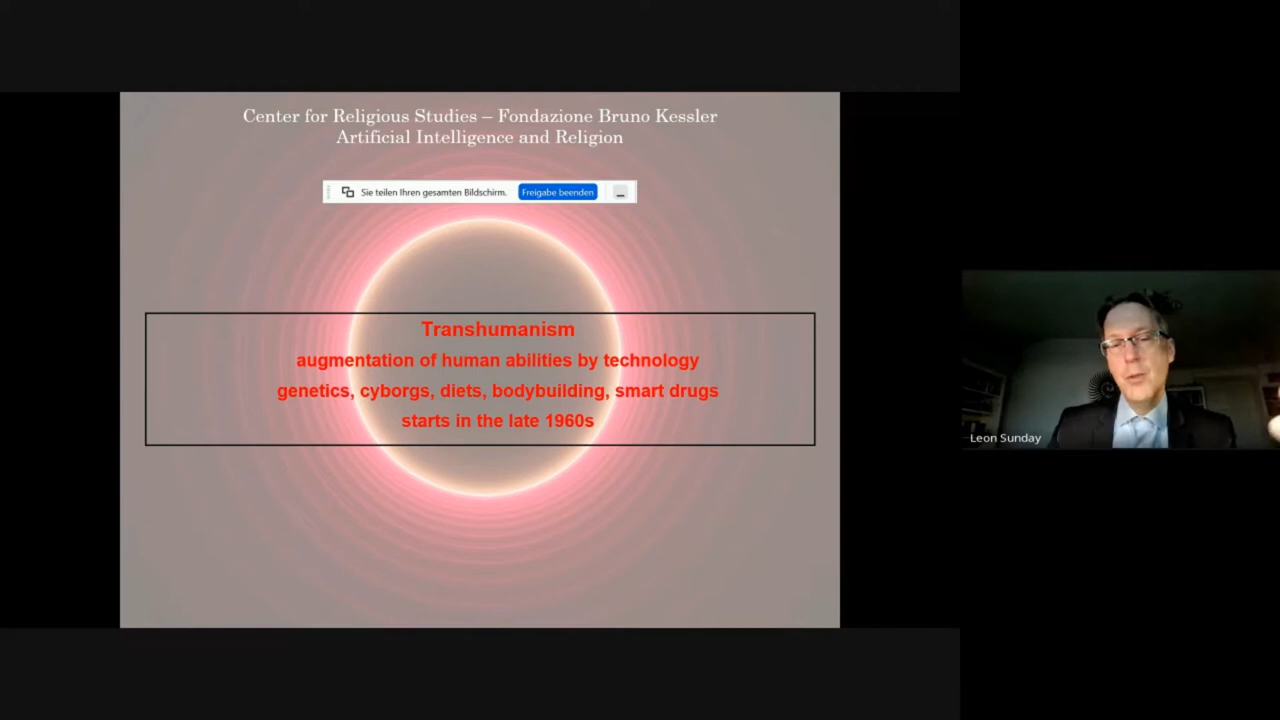 Center for Religious Studies – Fondazione Bruno Kessler
Artificial Intelligence and Religion
Sie teilen Ihren gesamten Bildschirm. Freigabe beenden
Transhumanism
augmentation of human abilities by technology
genetics, cyborgs, diets, bodybuilding, smart drugs
starts in the late 1960s
Leon Sunday